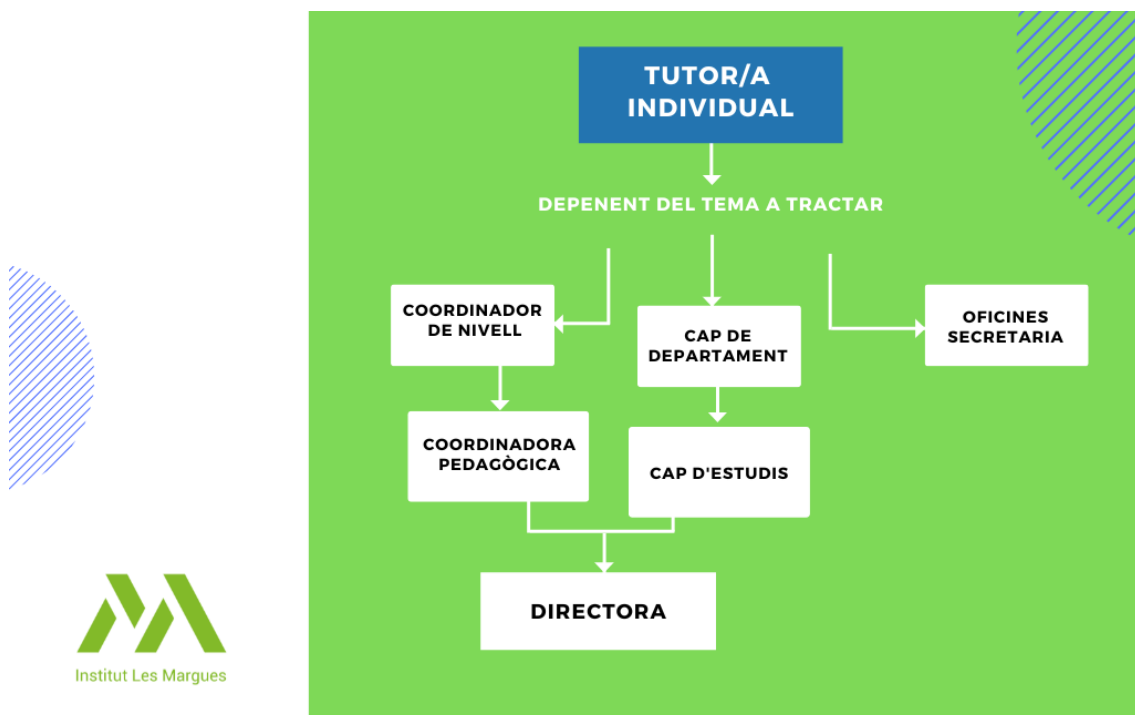 TUTOR/A
INDIVIDUAL
DEPENENT DEL TEMA A TRACTAR
COORDINADOR
DE NIVELL
CAP DE
DEPARTAMENT
OFICINES
SECRETARIA
COORDINADORA
PEDAGÒGICA
CAP D'ESTUDIS
DIRECTORA
Institut Les Margues